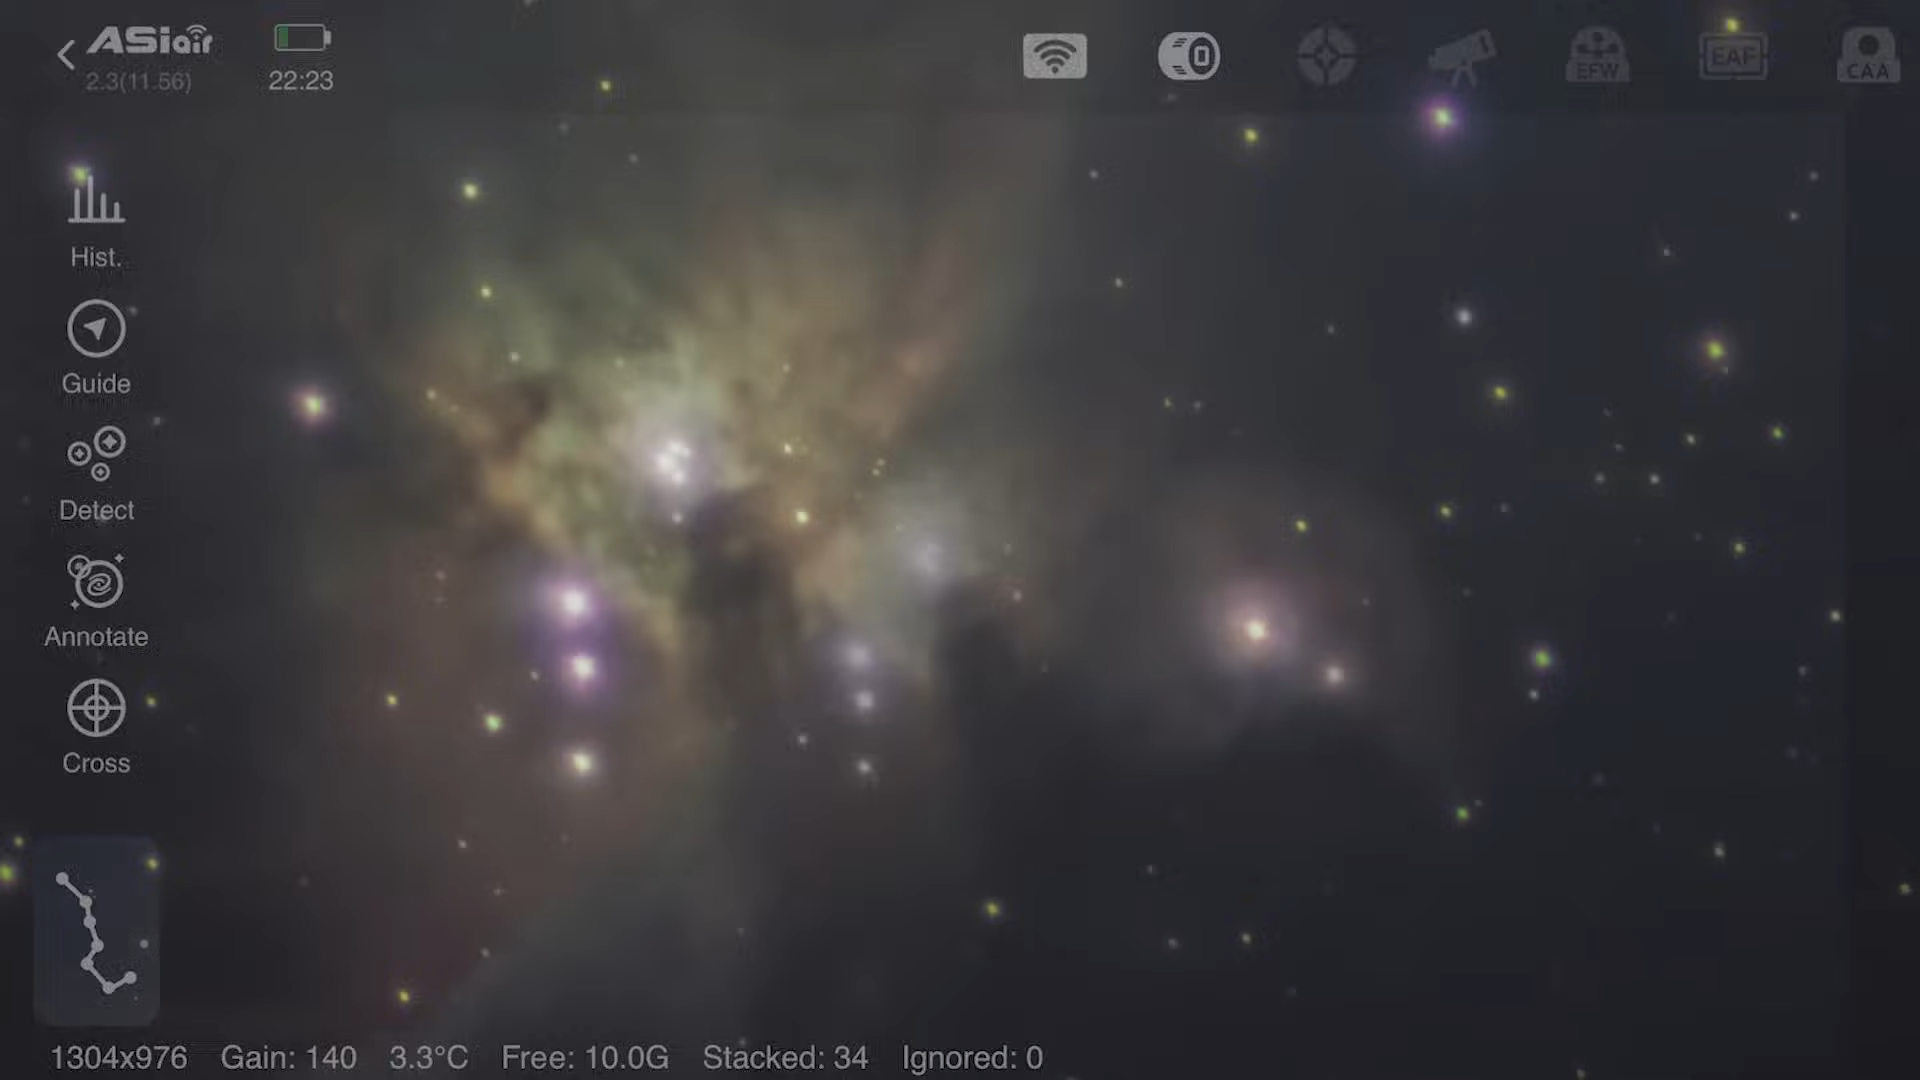 ASIair
2.3(11.56)
22:23
EFW
EAF
CAA
Hist.
Guide
Detect
Annotate
Cross
1304x976 Gain: 140 3.3°C Free: 10.0G Stacked: 34 Ignored: 0